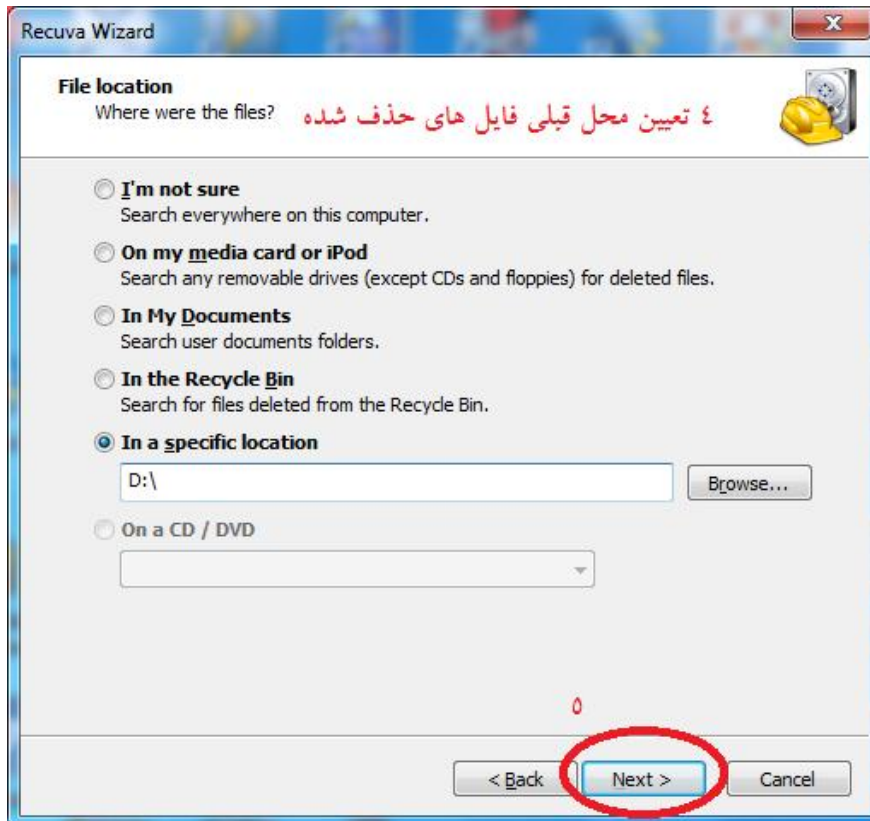 Recuva Wizard
File location
Where were the files?
٤ تعیین محل قبلی فایل های حذف شده
I'm not sure
Search everywhere on this computer.
On my media card or iPod
Search any removable drives (except CDs and floppies) for deleted files.
In My Documents
Search user documents folders.
In the Recycle Bin
Search for files deleted from the Recycle Bin.
In a specific location
D:\
Browse...
On a CD / DVD
٥
< Back
Next >
Cancel